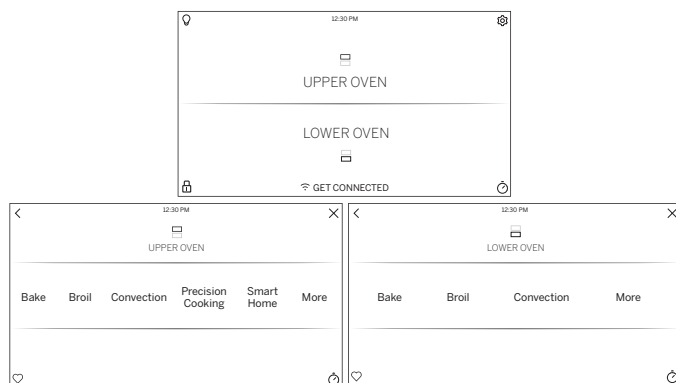 12:30 PM
UPPER OVEN
LOWER OVEN
GET CONNECTED
12:30 PM
UPPER OVEN
Bake Broil Convection Precision Cooking Smart Home More
12:30 PM
LOWER OVEN
Bake Broil Convection More